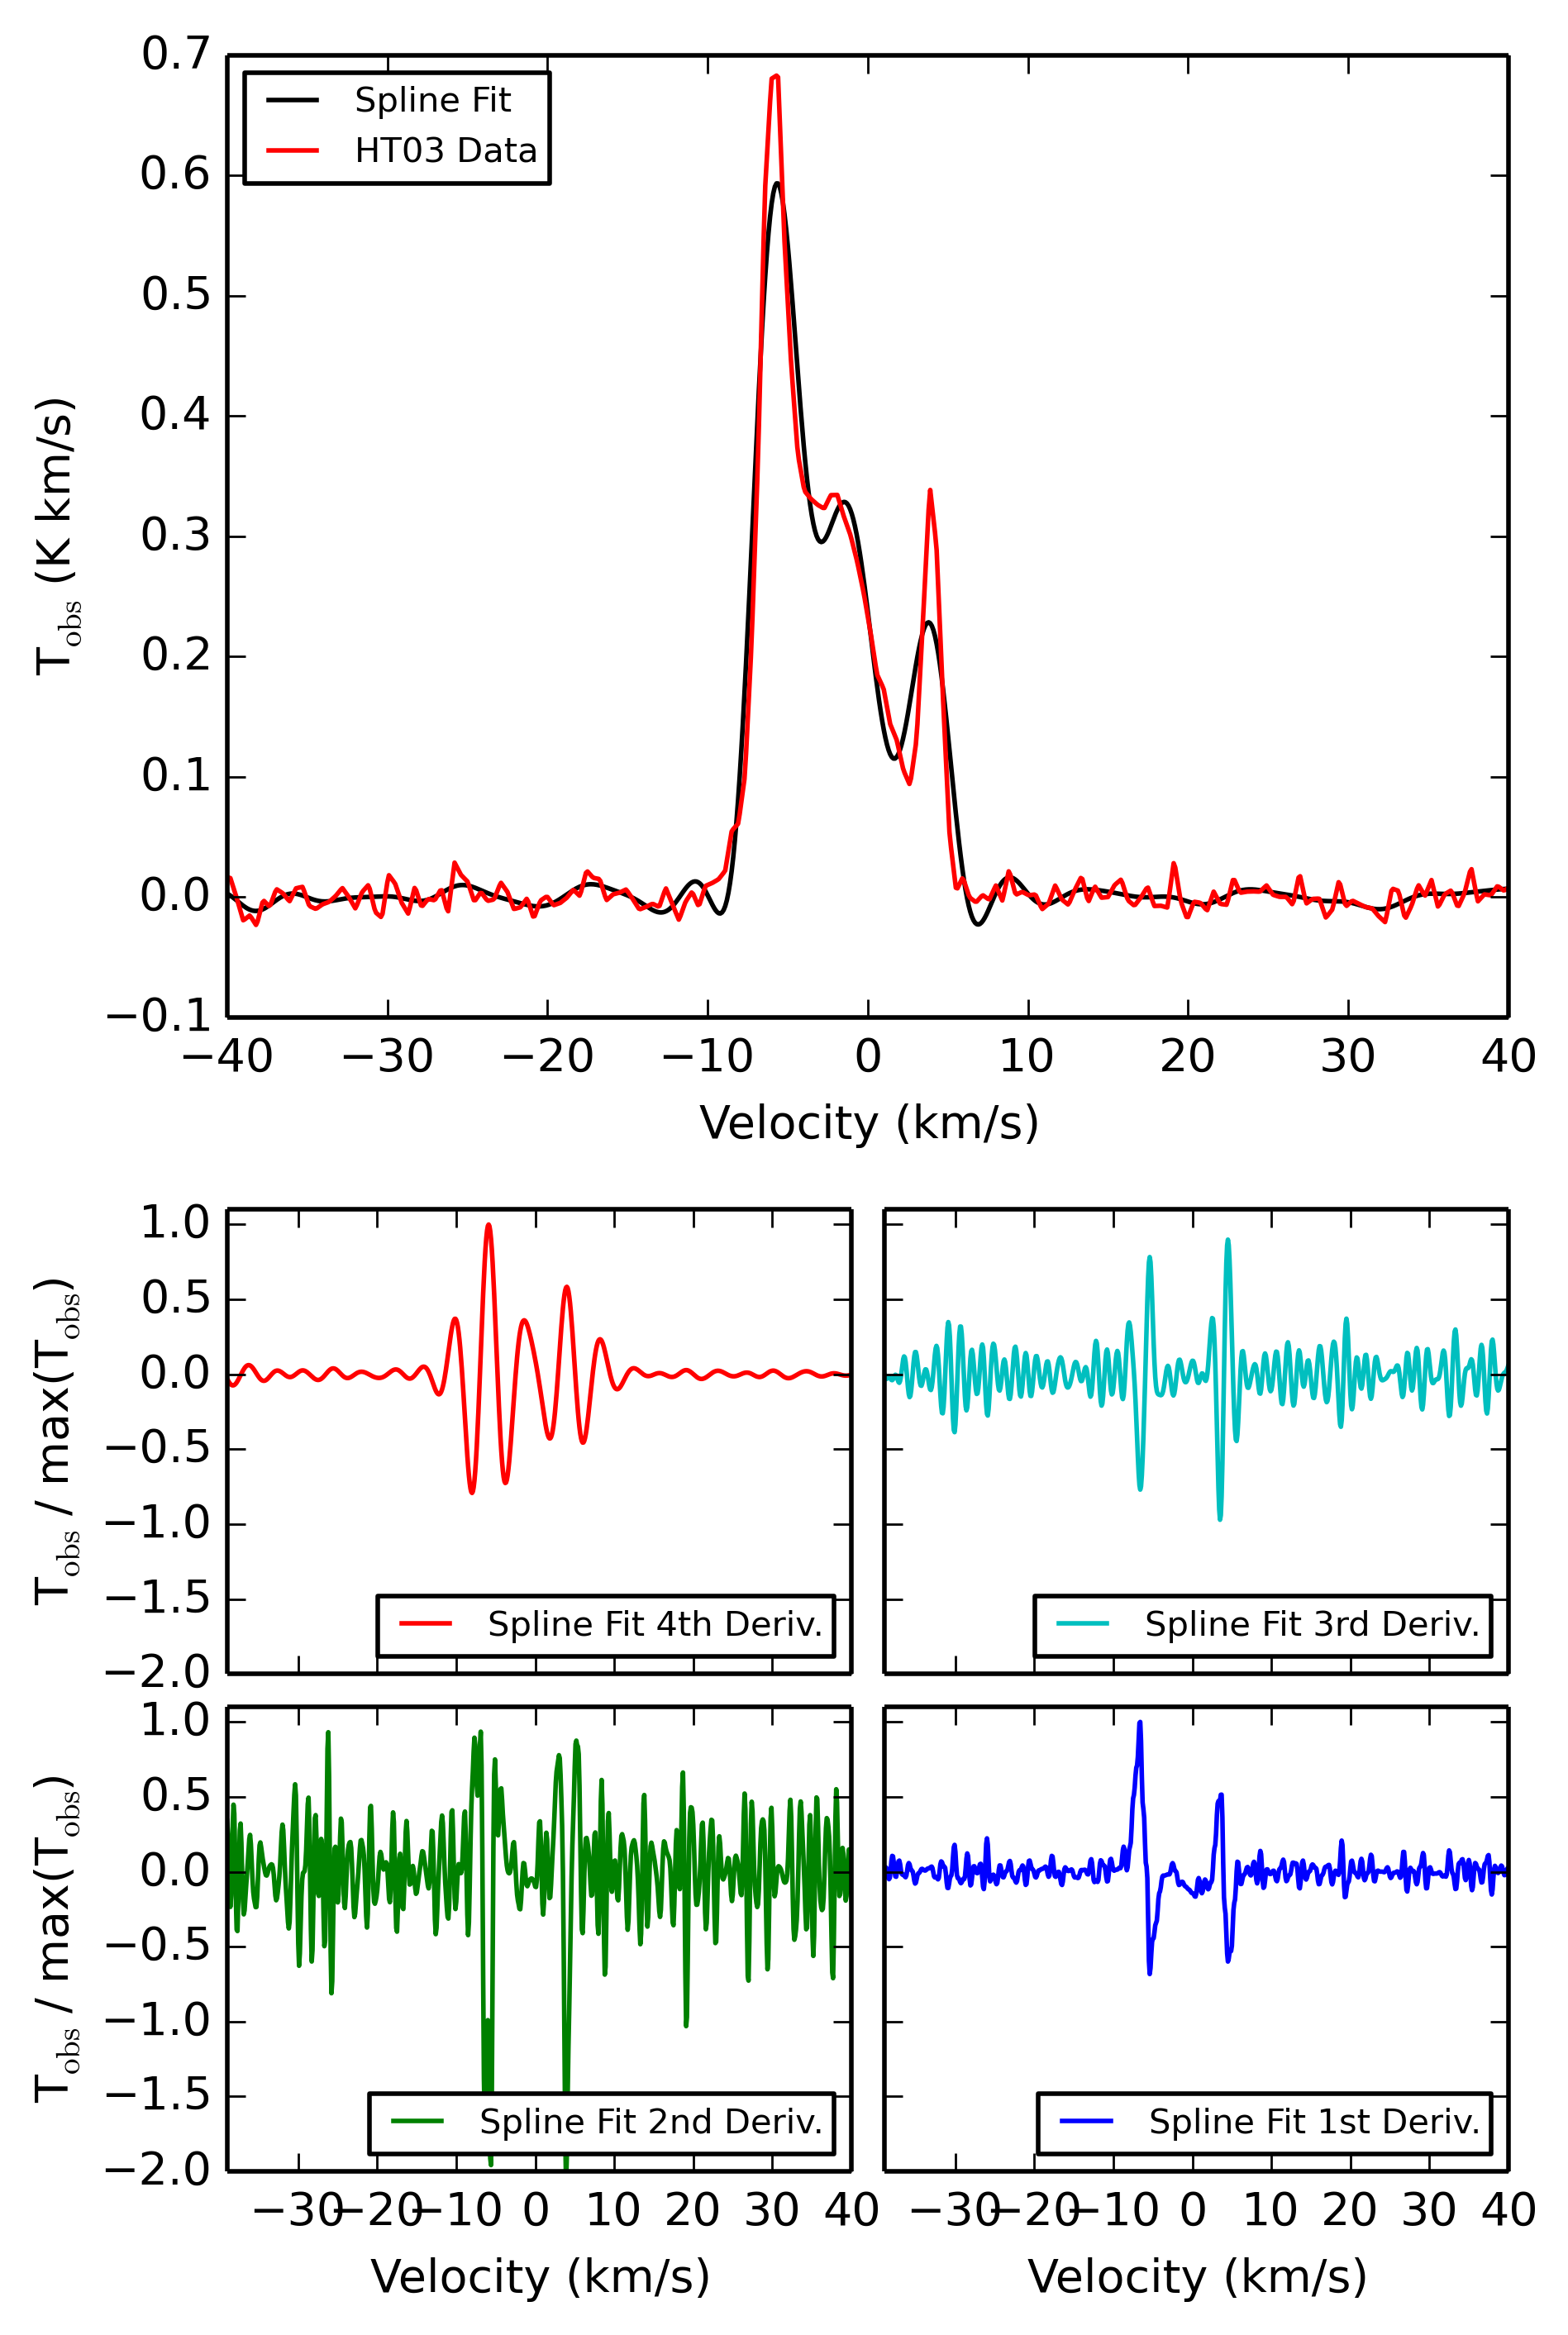 0.7
0.6
0.5
0.4
0.3
0.2
0.1
0.0
−0.1
T_obs (K km/s)
Spline Fit
HT03 Data
−40 −30 −20 −10 0 10 20 30 40
Velocity (km/s)
1.0
0.5
0.0
−0.5
−1.0
−1.5
−2.0
T_obs / max(T_obs)
Spline Fit 4th Deriv.
Spline Fit 3rd Deriv.
1.0
0.5
0.0
−0.5
−1.0
−1.5
−2.0
T_obs / max(T_obs)
Spline Fit 2nd Deriv.
Spline Fit 1st Deriv.
−30 −20 −10 0 10 20 30 40
−30 −20 −10 0 10 20 30 40
Velocity (km/s)
Velocity (km/s)